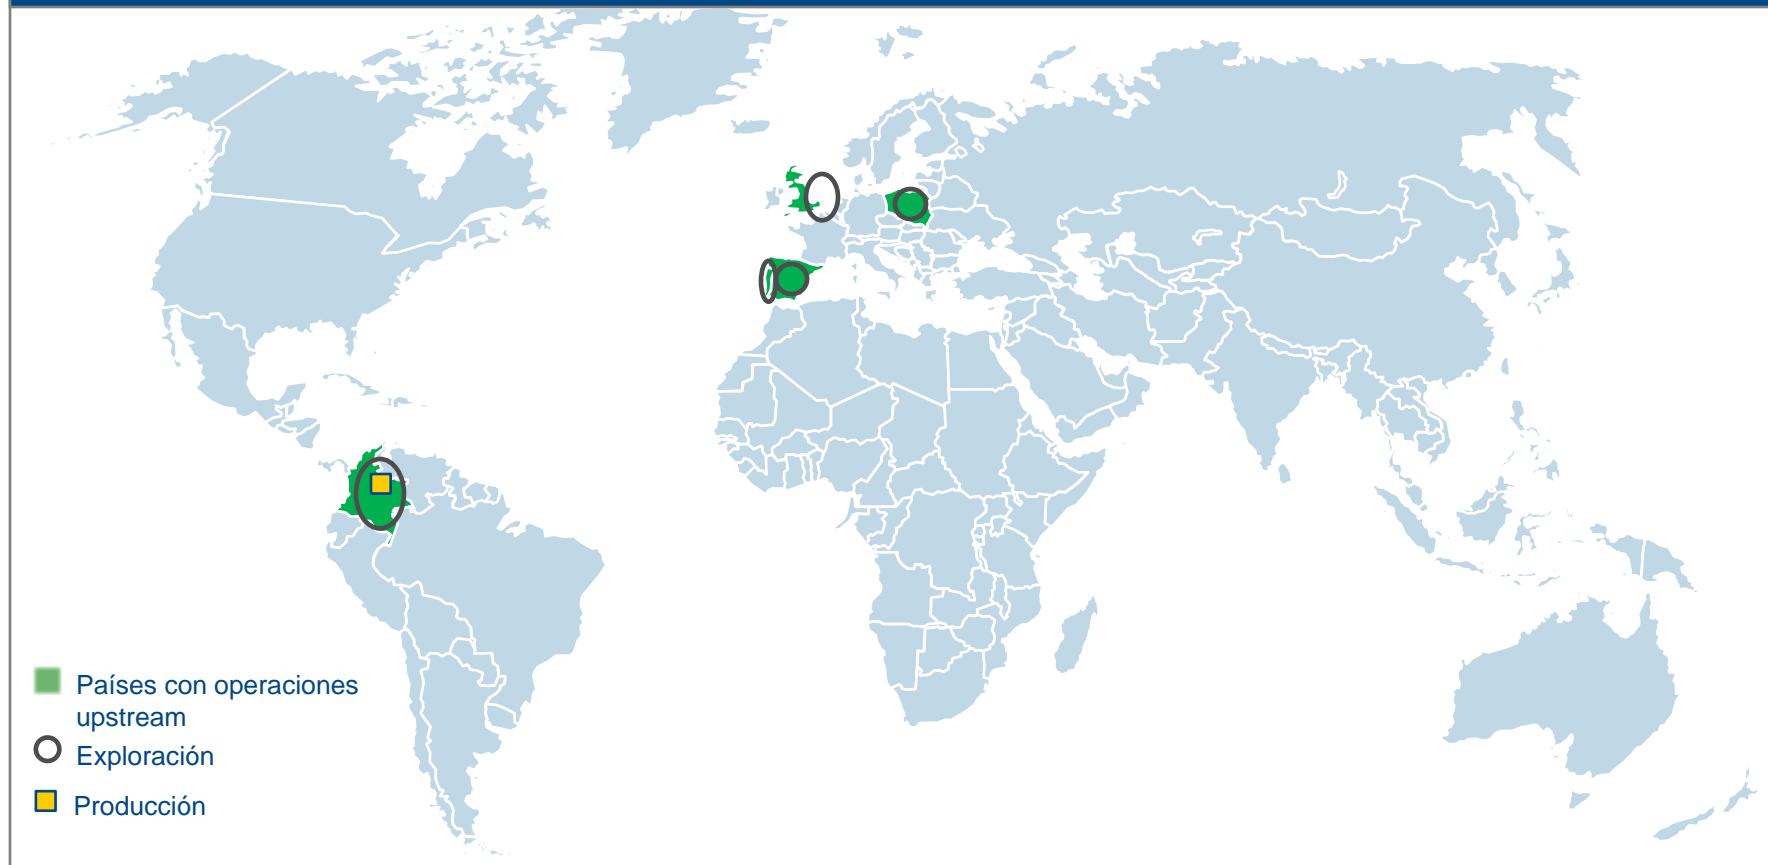 Países con operaciones
upstream
Exploración
Producción